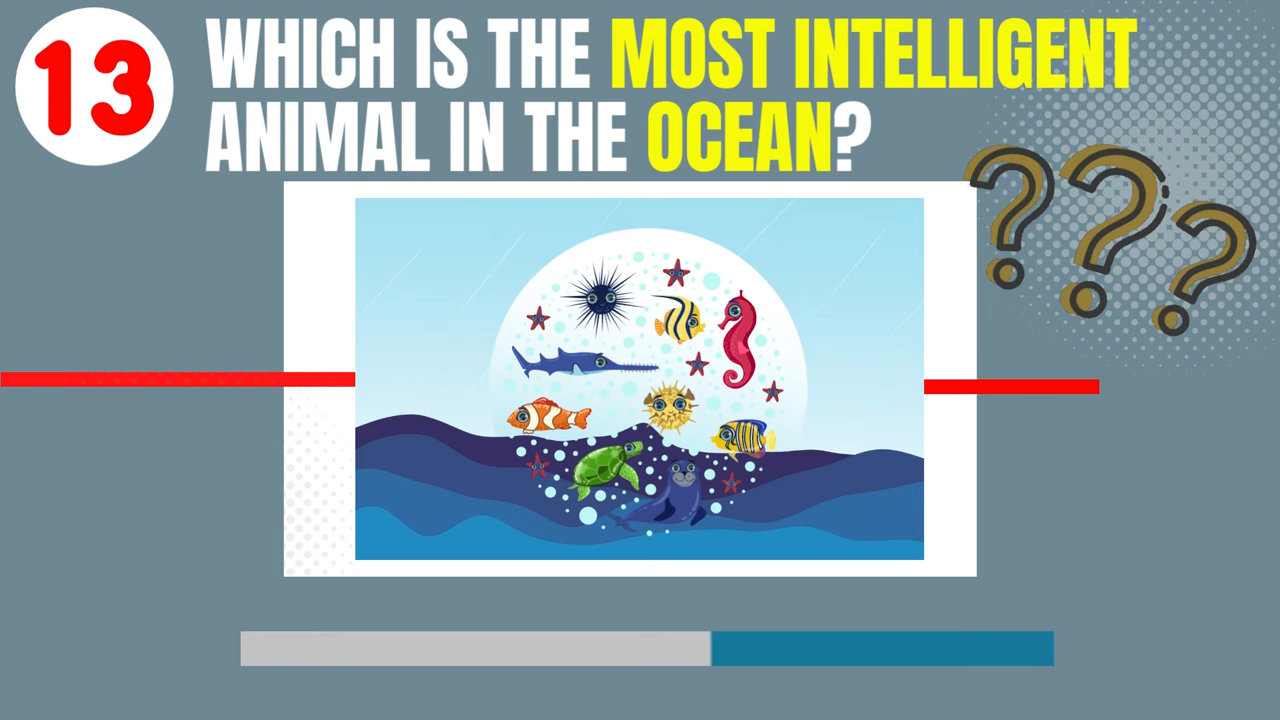 13
WHICH IS THE MOST INTELLIGENT
ANIMAL IN THE OCEAN?
???